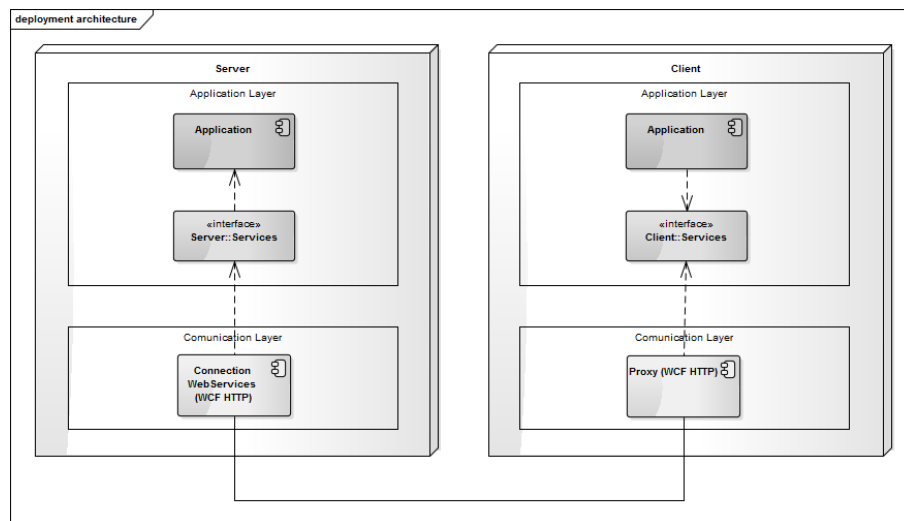 deployment architecture
Server
Application Layer
Application
«interface»
Server::Services
Comunication Layer
Connection
WebServices
(WCF HTTP)
Client
Application Layer
Application
«interface»
Client::Services
Comunication Layer
Proxy (WCF HTTP)